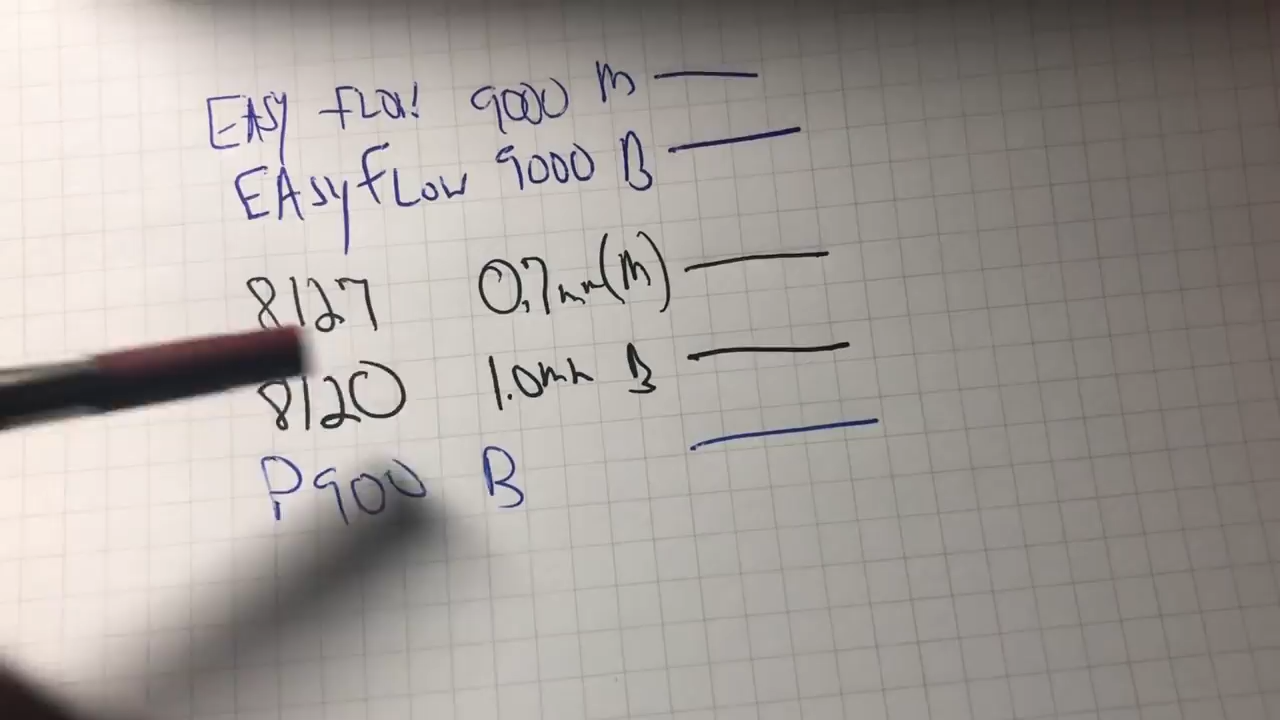 EASY FLOW 9000 M
EASYFLOW 9000 B
8127 0.7mm(M)
8120 1.0mm B
P900 B